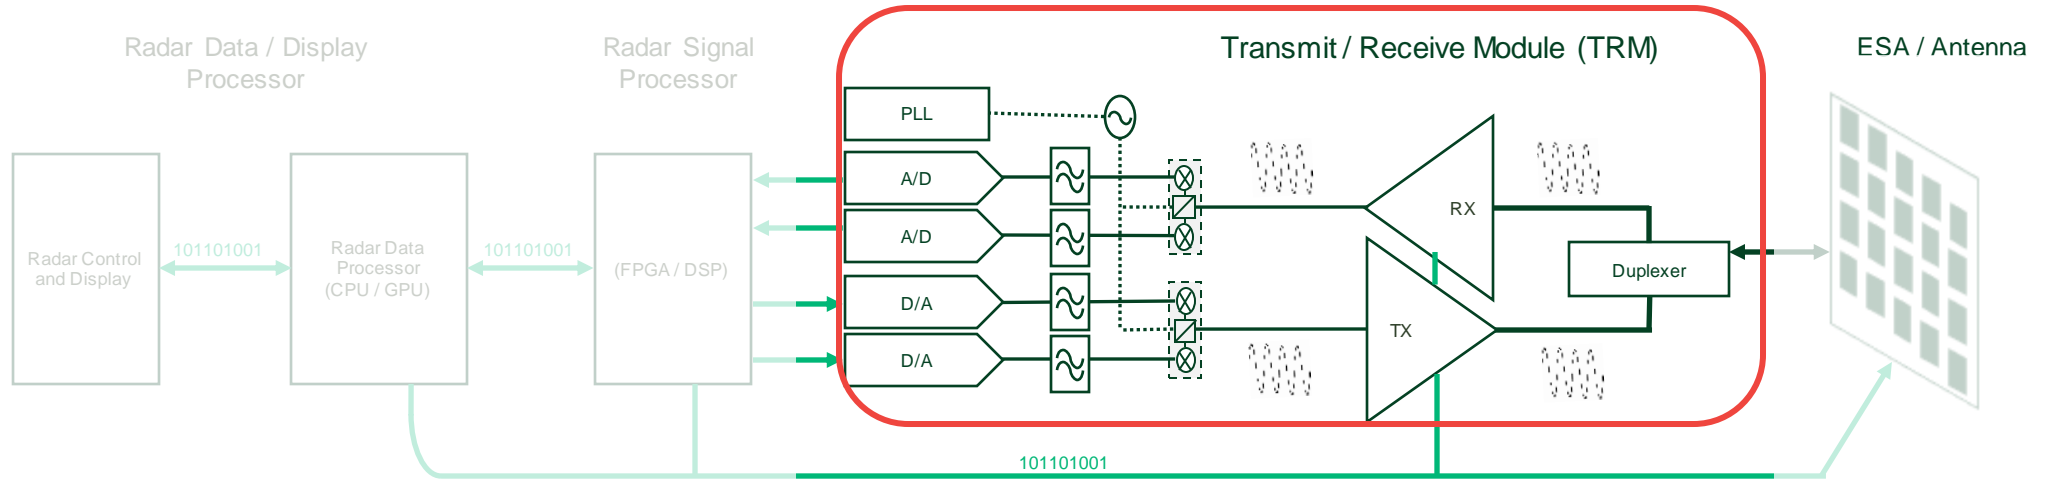 Radar Data / Display
Processor
Radar Signal
Processor
Transmit / Receive Module (TRM)
ESA / Antenna
PLL
A/D
A/D
D/A
D/A
RX
TX
Duplexer
Radar Control
and Display
101101001
Radar Data
Processor
(CPU / GPU)
101101001
(FPGA / DSP)
101101001